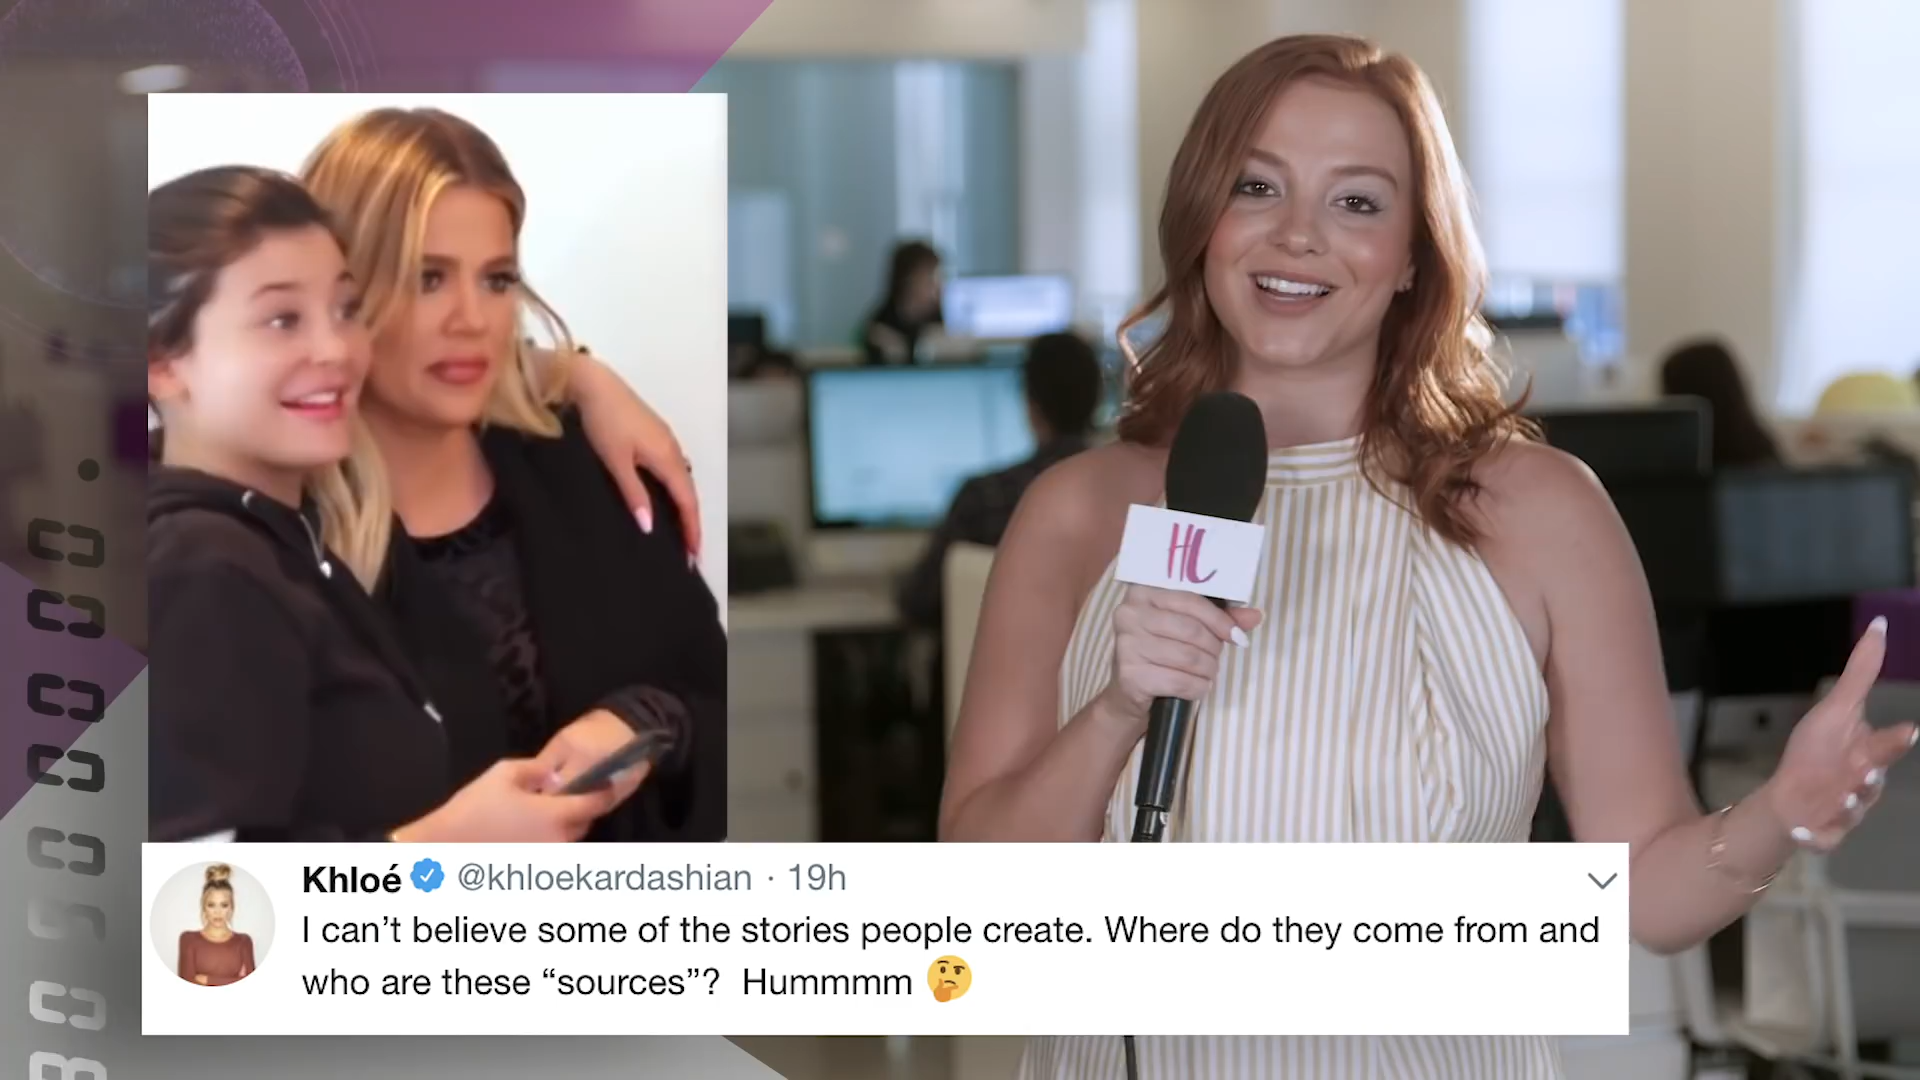 HC
Khloé @khloekardashian · 19h
I can’t believe some of the stories people create. Where do they come from and
who are these “sources”? Hummmm 🤔